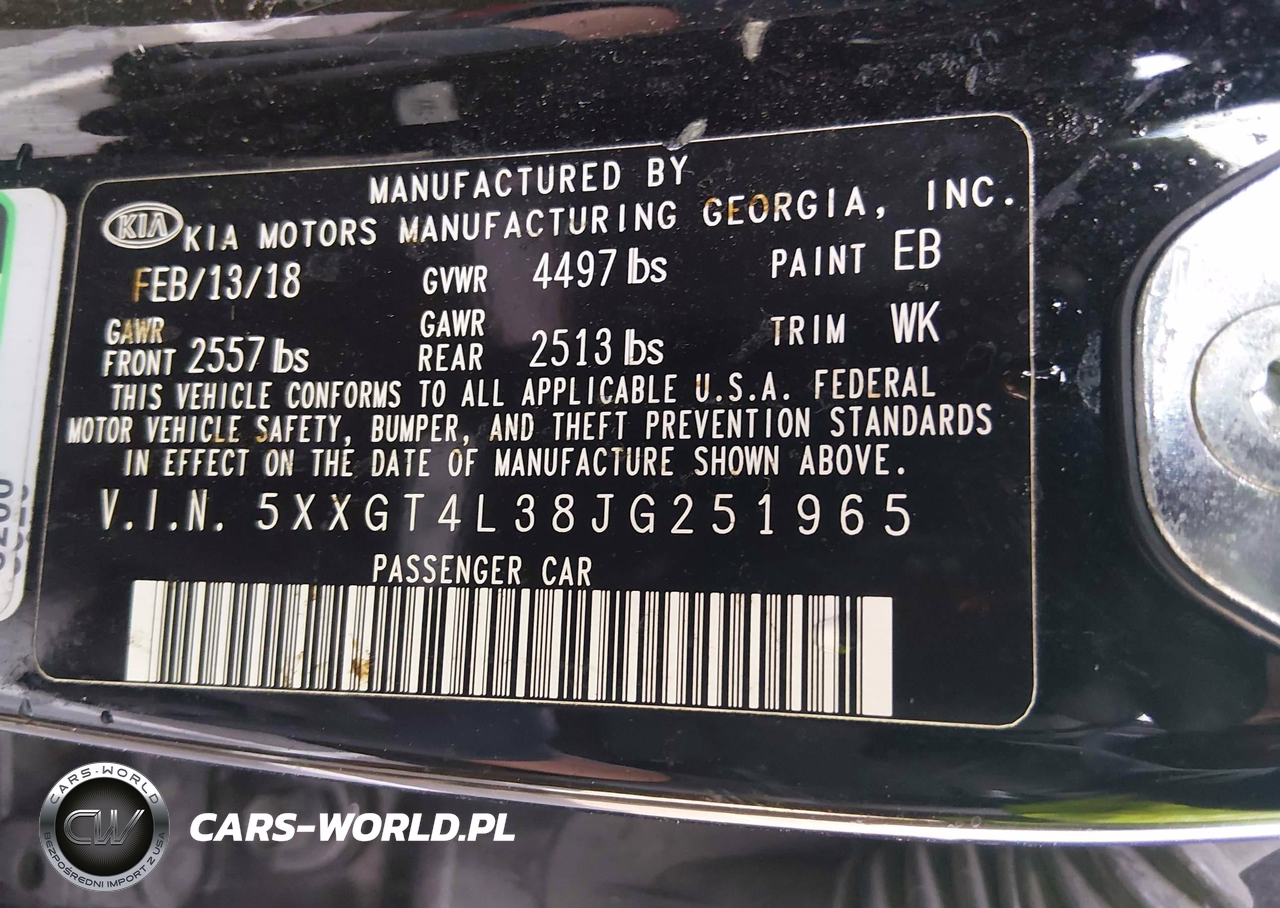 MANUFACTURED BY
KIA KIA MOTORS MANUFACTURING GEORGIA, INC.
FEB/13/18 GVWR 4497 lbs PAINT EB
GAWR FRONT 2557 lbs GAWR REAR 2513 lbs TRIM WK
THIS VEHICLE CONFORMS TO ALL APPLICABLE U.S.A. FEDERAL
MOTOR VEHICLE SAFETY, BUMPER, AND THEFT PREVENTION STANDARDS
IN EFFECT ON THE DATE OF MANUFACTURE SHOWN ABOVE.
V.I.N. 5XXGT4L38JG251965
PASSENGER CAR
CARS-WORLD
CW
BEZPOŚREDNI IMPORT Z USA
CARS-WORLD.PL